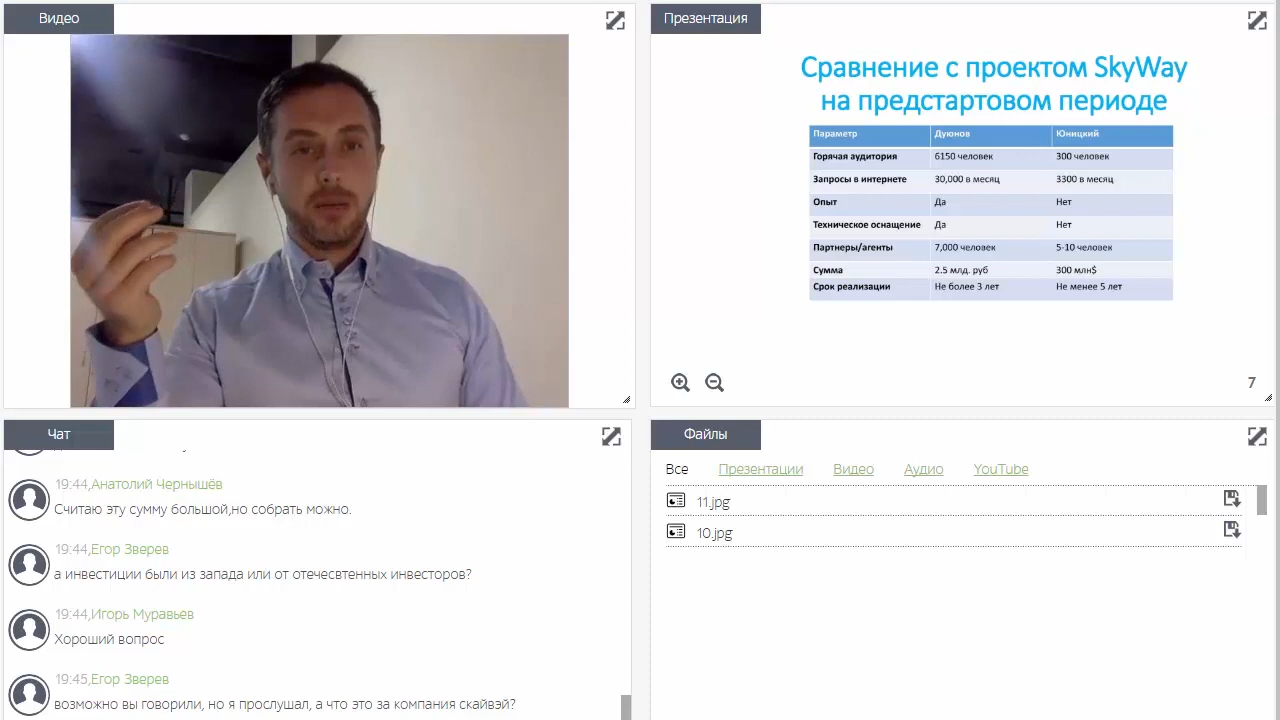 Видео
Презентация
Сравнение с проектом SkyWay
на предстартовом периоде
Параметр Дуюнов Юницкий
Горячая аудитория 6150 человек 300 человек
Запросы в интернете 30,000 в месяц 3300 в месяц
Опыт Да Нет
Техническое оснащение Да Нет
Партнеры/агенты 7,000 человек 5-10 человек
Сумма 2.5 млд. руб 300 млн$
Срок реализации Не более 3 лет Не менее 5 лет
7
Чат
19:44,Анатолий Чернышёв
Считаю эту сумму большой,но собрать можно.
19:44,Егор Зверев
а инвестиции были из запада или от отечесвтенных инвесторов?
19:44,Игорь Муравьев
Хороший вопрос
19:45,Егор Зверев
возможно вы говорили, но я прослушал, а что это за компания скайвэй?
Файлы
Все Презентации Видео Аудио YouTube
11.jpg
10.jpg